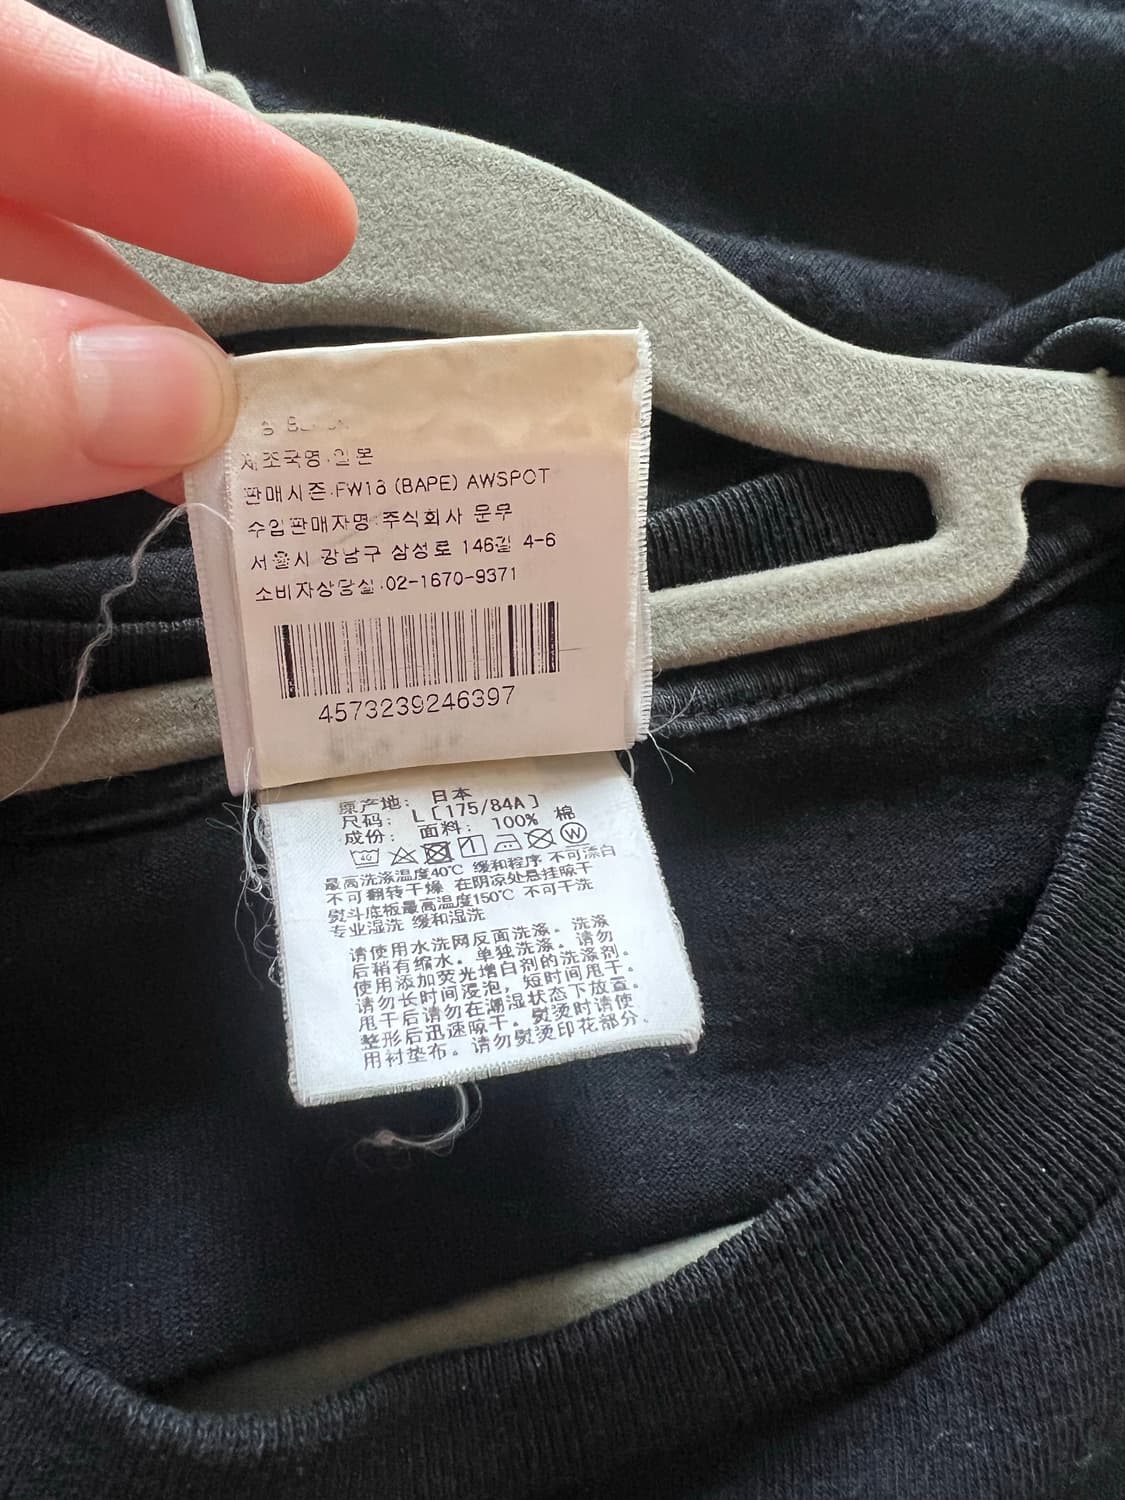 제조국명:일본
판매시즌:FW18 (BAPE) AWSPOT
수입판매자명:주식회사 문무
서울시 강남구 삼성로 146길 4-6
소비자상담실:02-1670-9371
4573239246397
原产地: 日本
尺码: L [175/84A]
成份: 面料: 100% 棉
40 W
最高洗涤温度40℃ 缓和程序 不可漂白
不可翻转干燥 在阴凉处悬挂晾干
熨斗底板最高温度150℃ 不可干洗
专业湿洗 缓和湿洗
请使用水洗网反面洗涤。洗涤
后稍有缩水。单独洗涤。请勿
使用添加荧光增白剂的洗涤剂。
请勿长时间浸泡，短时间甩干。
甩干后请勿在潮湿状态下放置。
整形后迅速晾干。熨烫时请使
用衬垫布。请勿熨烫印花部分。